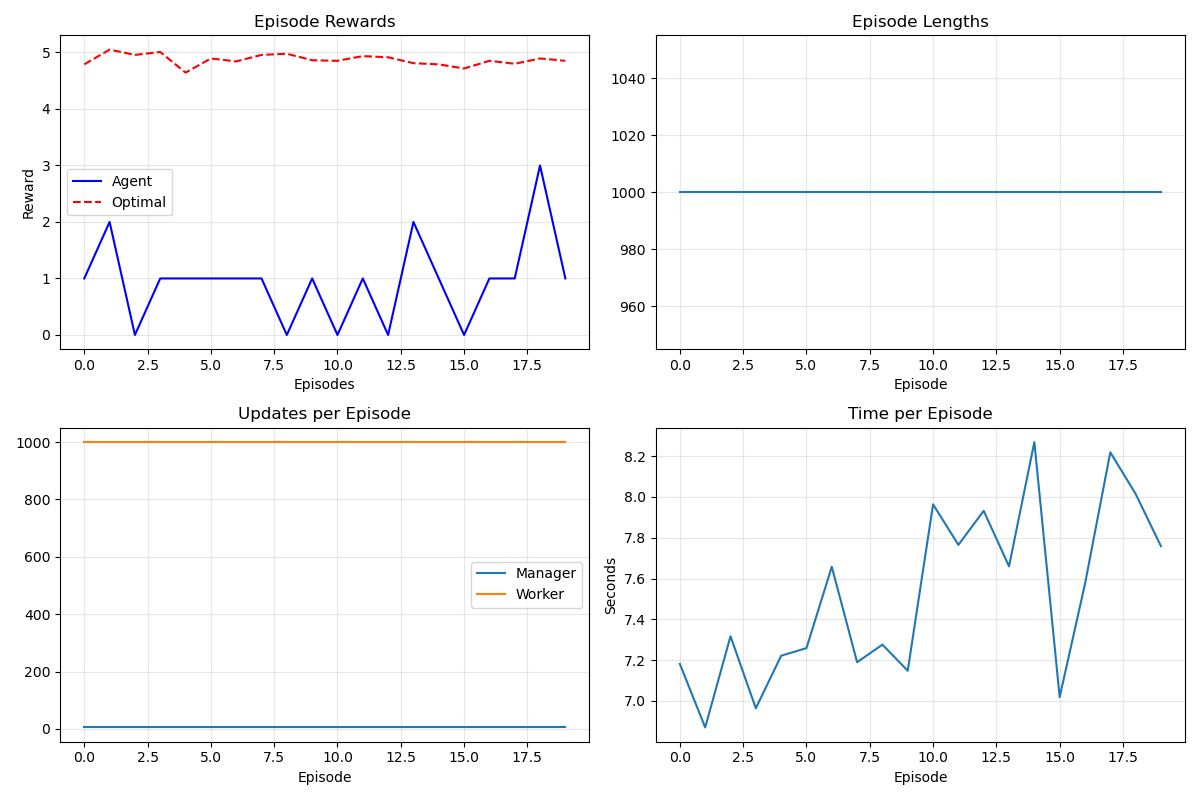 Episode Rewards
5
4
3
2
1
0
Reward
Agent
Optimal
0.0 2.5 5.0 7.5 10.0 12.5 15.0 17.5
Episodes
Episode Lengths
1040
1020
1000
980
960
0.0 2.5 5.0 7.5 10.0 12.5 15.0 17.5
Episode
Updates per Episode
1000
800
600
400
200
0
Manager
Worker
0.0 2.5 5.0 7.5 10.0 12.5 15.0 17.5
Episode
Time per Episode
8.2
8.0
7.8
7.6
7.4
7.2
7.0
Seconds
0.0 2.5 5.0 7.5 10.0 12.5 15.0 17.5
Episode